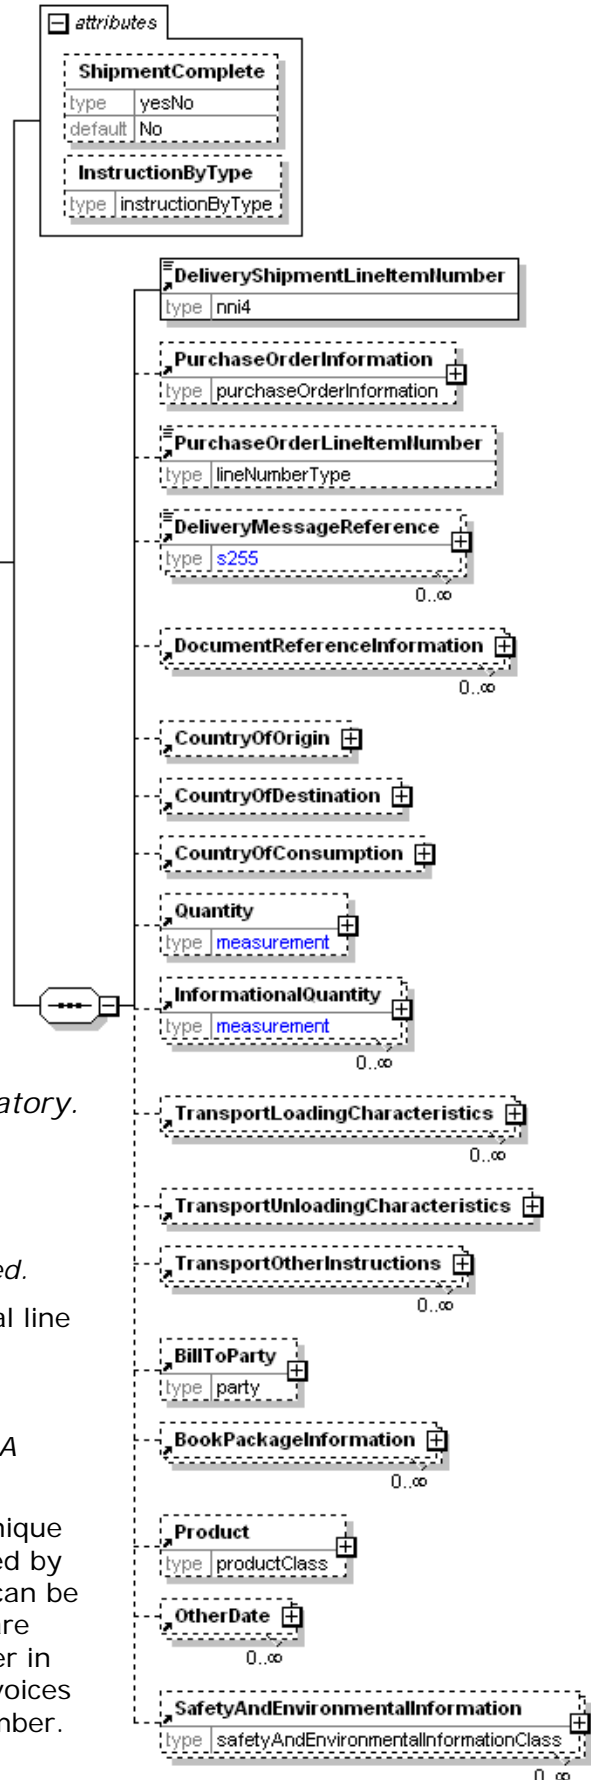 attributes
ShipmentComplete
type yesNo
default No
InstructionByType
type instructionByType
DeliveryShipmentLineItemNumber
type nni4
PurchaseOrderInformation
type purchaseOrderInformation
PurchaseOrderLineItemNumber
type lineNumberType
DeliveryMessageReference
type s255
0..∞
DocumentReferenceInformation
0..∞
CountryOfOrigin
CountryOfDestination
CountryOfConsumption
Quantity
type measurement
InformationalQuantity
type measurement
0..∞
atory.
TransportLoadingCharacteristics
0..∞
TransportUnloadingCharacteristics
ed.
TransportOtherInstructions
0..∞
al line
BillToParty
type party
A
BookPackageInformation
0..∞
nique
Product
ed by
type productClass
can be
are
OtherDate
er in
0..∞
voices
mber.
SafetyAndEnvironmentalInformation
type safetyAndEnvironmentalInformationClass
0..∞